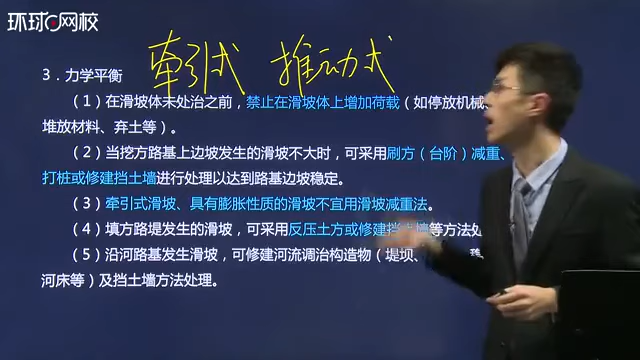 环球网校
牵引式 推动式
3．力学平衡
（1）在滑坡体未处治之前，禁止在滑坡体上增加荷载（如停放机械、
堆放材料、弃土等）。
（2）当挖方路基上边坡发生的滑坡不大时，可采用刷方（台阶）减重、
打桩或修建挡土墙进行处理以达到路基边坡稳定。
（3）牵引式滑坡、具有膨胀性质的滑坡不宜用滑坡减重法。
（4）填方路堤发生的滑坡，可采用反压土方或修建挡土墙等方法处
（5）沿河路基发生滑坡，可修建河流调治构造物（堤坝、
河床等）及挡土墙方法处理。